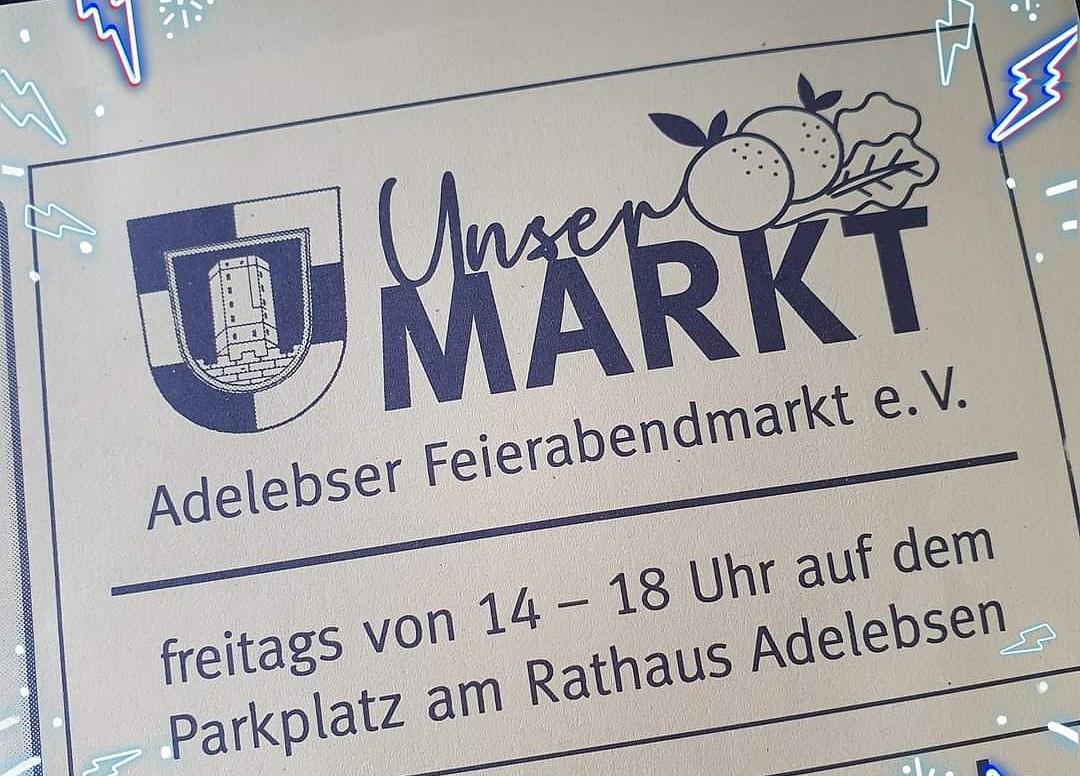 Unser
MARKT
Adelebser Feierabendmarkt e. V.
freitags von 14 – 18 Uhr auf dem
Parkplatz am Rathaus Adelebsen